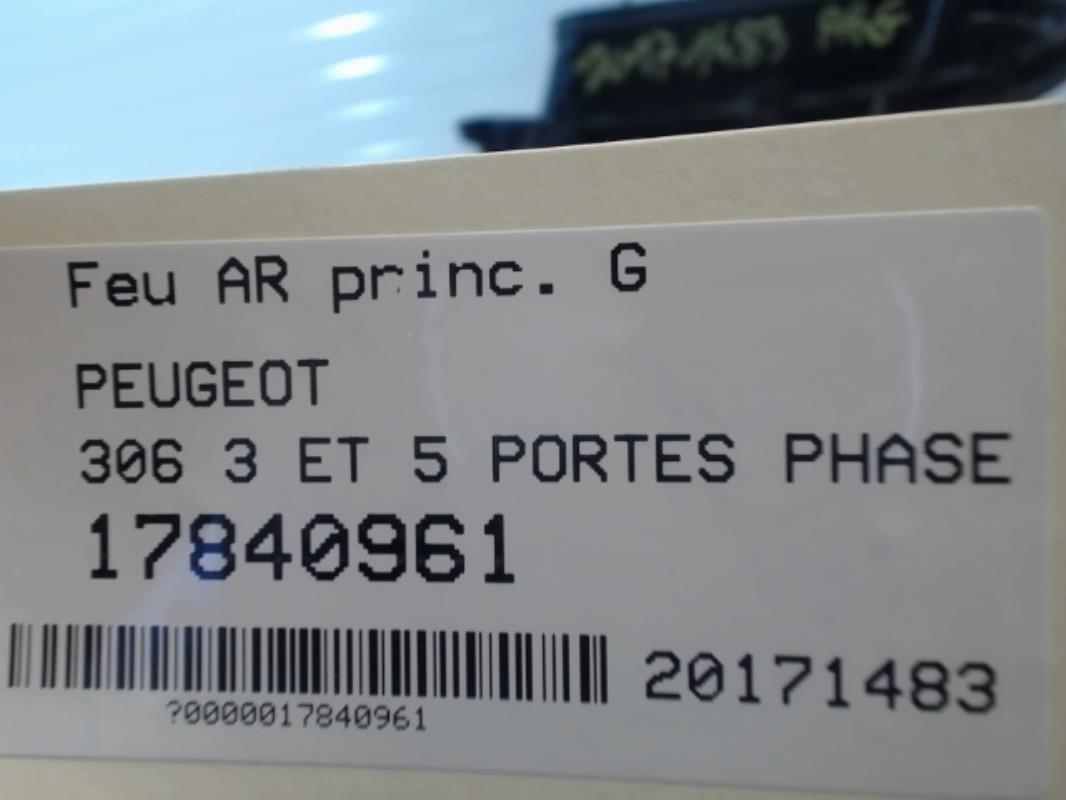 Feu AR princ. G
PEUGEOT
306 3 ET 5 PORTES PHASE
17840961
20171483
?0000017840961